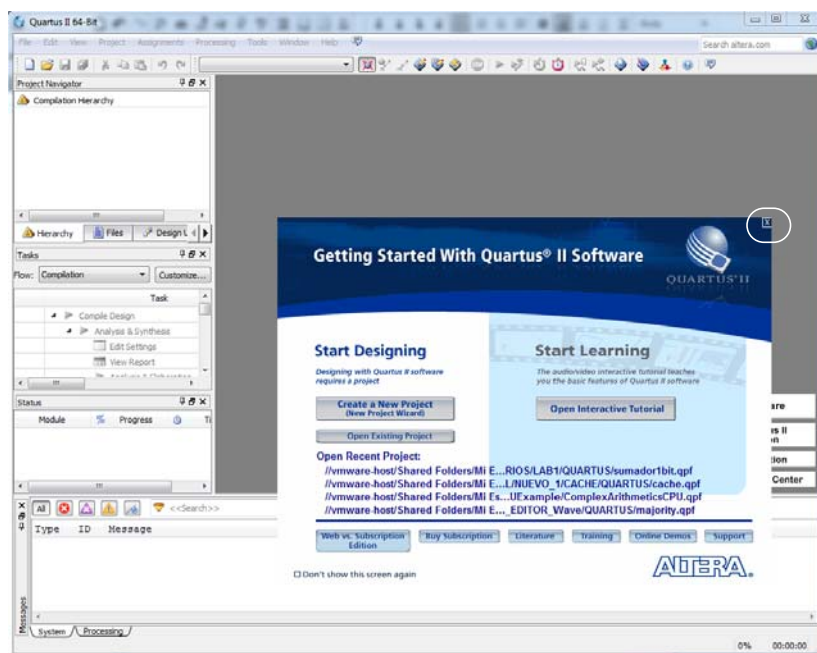 Quartus II 64-Bit
File Edit View Project Assignments Processing Tools Window Help
Search altera.com
Project Navigator
Compilation Hierarchy
Hierarchy Files Design U
Tasks
Flow: Compilation Customize...
Task
Compile Design
Analysis & Synthesis
Edit Settings
View Report
Analysis & Elaboration
Status
Module % Progress Ti
Getting Started With Quartus® II Software
QUARTUS® II
Start Designing
Designing with Quartus II software
requires a project
Create a New Project
(New Project Wizard)
Open Existing Project
Start Learning
The audio/video interactive tutorial teaches
you the basic features of Quartus II software
Open Interactive Tutorial
Open Recent Project:
//vmware-host/Shared Folders/Mi E...RIOS/LAB1/QUARTUS/sumador1bit.qpf
//vmware-host/Shared Folders/Mi E...L/NUEVO_1/CACHE/QUARTUS/cache.qpf
//vmware-host/Shared Folders/Mi Es...UExample/ComplexArithmeticsCPU.qpf
//vmware-host/Shared Folders/Mi E..._EDITOR_Wave/QUARTUS/majority.qpf
Web vs. Subscription
Edition
Buy Subscription
Literature
Training
Online Demos
Support
Don't show this screen again
ALTERA.
are
us II
on
tion
Center
All
<<Search>>
Type ID Message
Messages
System Processing
0% 00:00:00